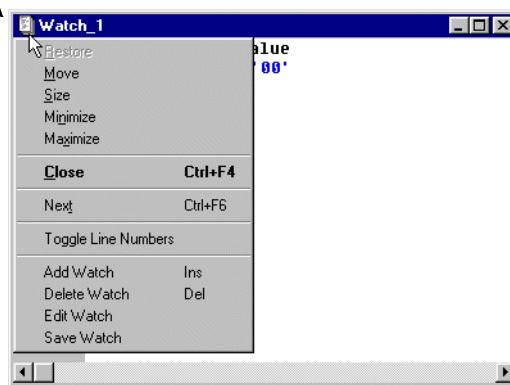 A
Watch_1
Restore alue
Move '00'
Size
Minimize
Maximize
Close Ctrl+F4
Next Ctrl+F6
Toggle Line Numbers
Add Watch Ins
Delete Watch Del
Edit Watch
Save Watch